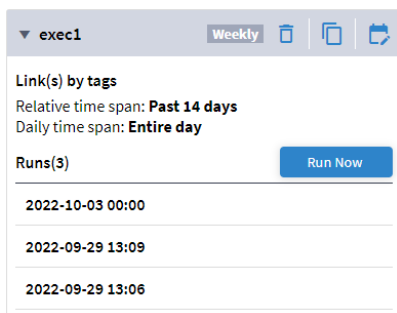 exec1 Weekly
Link(s) by tags
Relative time span: Past 14 days
Daily time span: Entire day
Runs(3) Run Now
2022-10-03 00:00
2022-09-29 13:09
2022-09-29 13:06